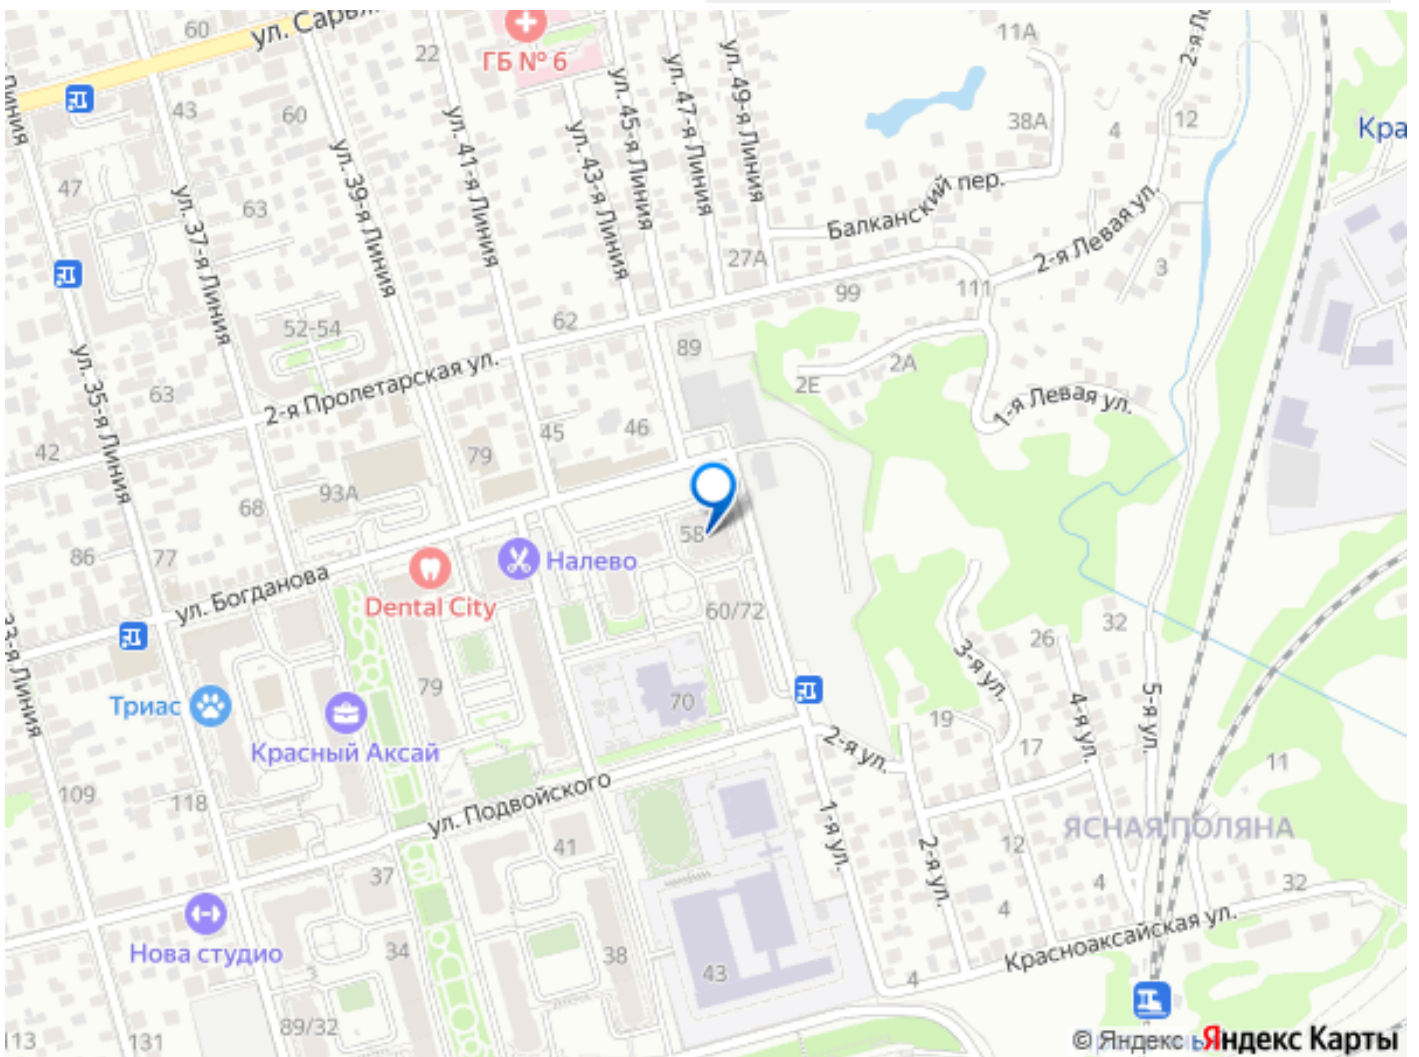 60
ул. Сарья
22
ГБ № 6
11А
2-я Л
Линия
43
60
38А
4
12
Кра
ул. 41-я Линия
ул. 43-я Линия
ул. 45-я Линия
ул. 47-я Линия
ул. 49-я Линия
47
63
ул. 37-я Линия
ул. 39-я Линия
Балканский пер.
2-я Левая ул.
27А
3
99
111
52-54
62
89
2Е
2А
63
ул. 35-я Линия
2-я Пролетарская ул.
1-я Левая ул.
42
45
46
79
93А
68
58
86
77
Налево
ул. Богданова
Dental City
60/72
33-я Линия
26
32
3-я ул.
79
70
Триас
19
17
4-я ул.
5-я ул.
Красный Аксай
2-я ул.
11
109
118
ул. Подвойского
1-я ул.
ЯСНАЯ ПОЛЯНА
41
12
2-я ул.
37
4
32
4
Нова студио
34
38
43
Красноаксайская ул.
4
89/32
113
131
© Яндекс
Яндекс Карты